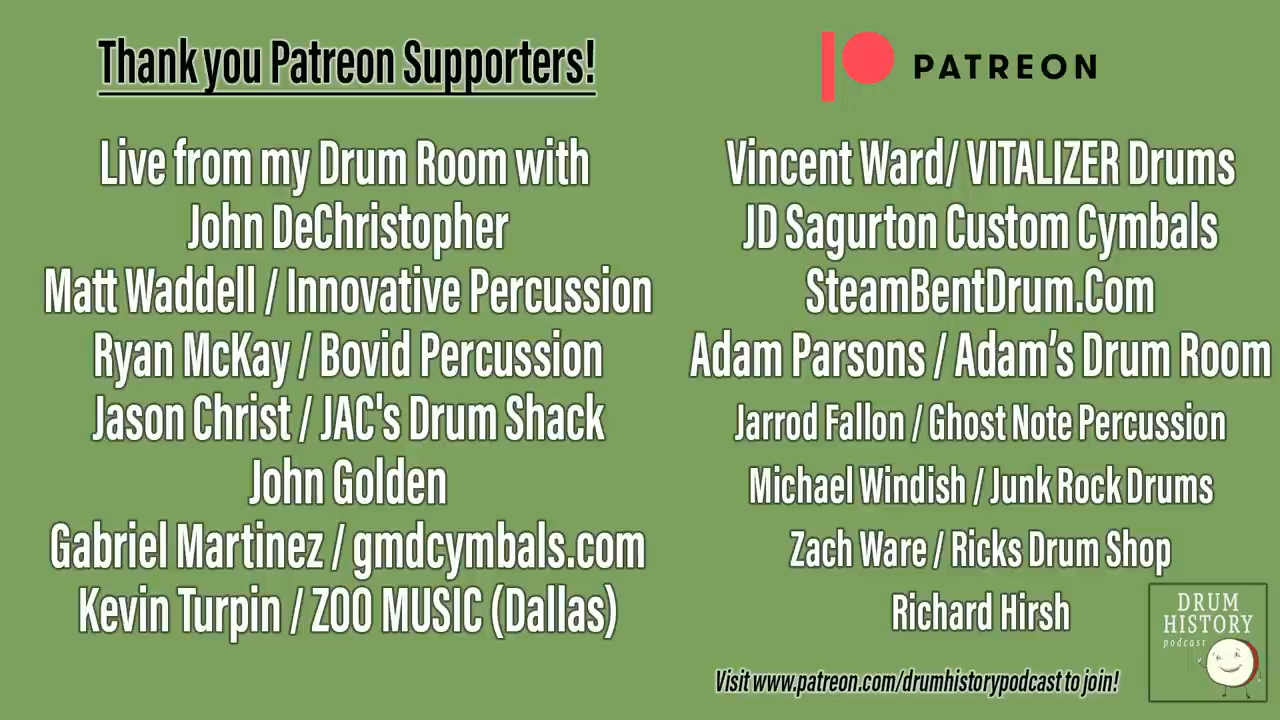 Thank you Patreon Supporters!
Live from my Drum Room with
John DeChristopher
Matt Waddell / Innovative Percussion
Ryan McKay / Bovid Percussion
Jason Christ / JAC's Drum Shack
John Golden
Gabriel Martinez / gmdcymbals.com
Kevin Turpin / ZOO MUSIC (Dallas)
PATREON
Vincent Ward/ VITALIZER Drums
JD Sagurton Custom Cymbals
SteamBentDrum.Com
Adam Parsons / Adam’s Drum Room
Jarrod Fallon / Ghost Note Percussion
Michael Windish / Junk Rock Drums
Zach Ware / Ricks Drum Shop
Richard Hirsh
Visit www.patreon.com/drumhistorypodcast to join!
DRUM
HISTORY
podcast